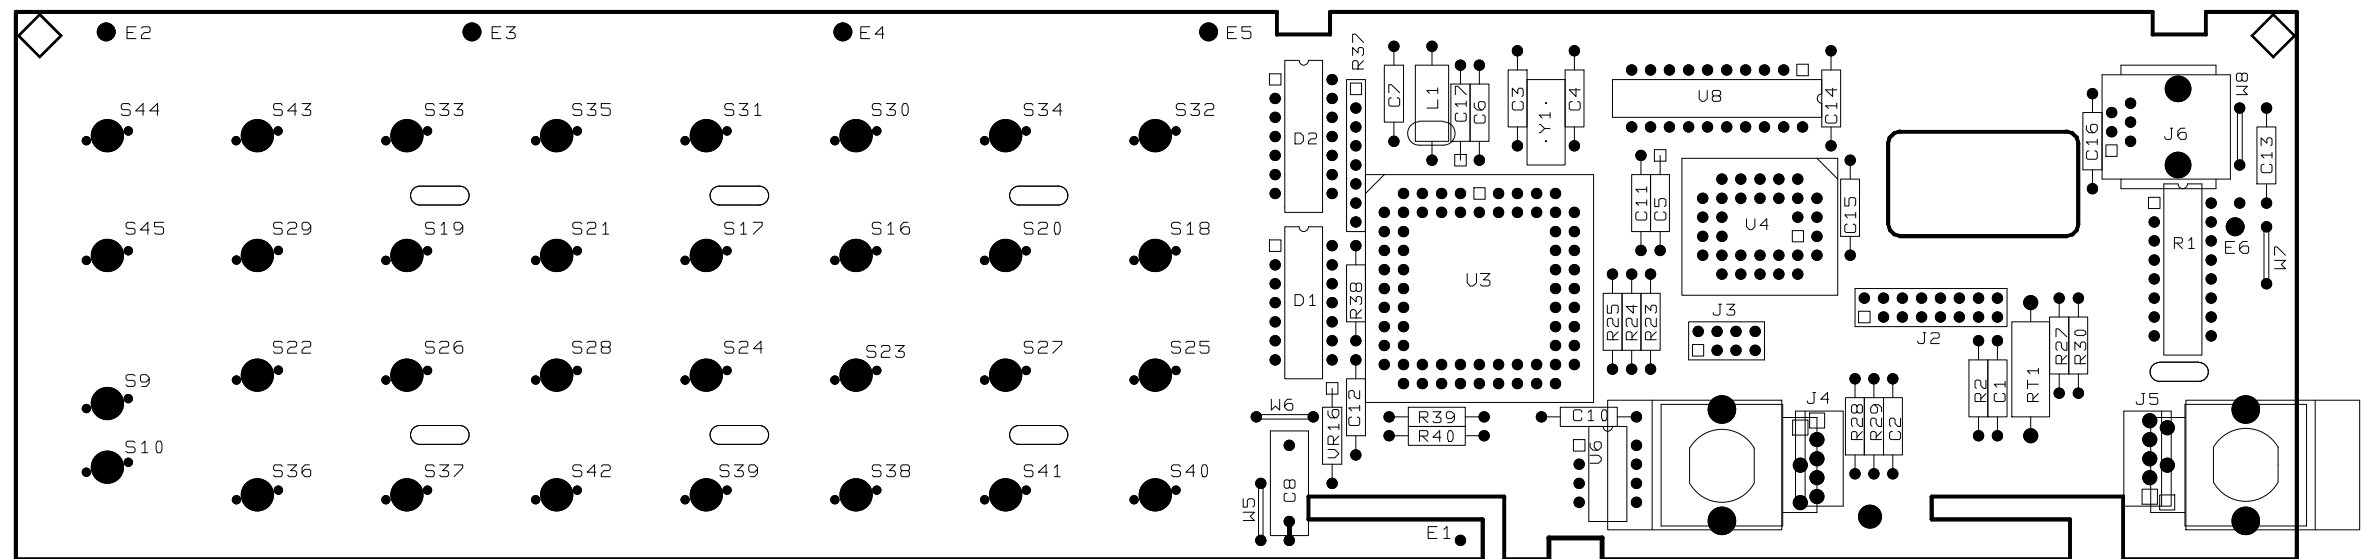 E2 E3 E4 E5
S44 S43 S33 S35 S31 S30 S34 S32
S45 S29 S19 S21 S17 S16 S20 S18
S22 S26 S28 S24 S23 S27 S25
S9
S10
S36 S37 S42 S39 S38 S41 S40
D2
D1
R37
R38
C12
VR16
W6
W5
C8
E1
C7
L1
C17
C6
C3
Y1
C4
U8
C14
U3
R39
R40
C11
C5
U4
C15
R25
R24
R23
J3
J2
C10
U6
J4
R28
R29
C2
R2
C1
RT1
R27
R30
C16
J6
W8
C13
R1
E6
W7
J5